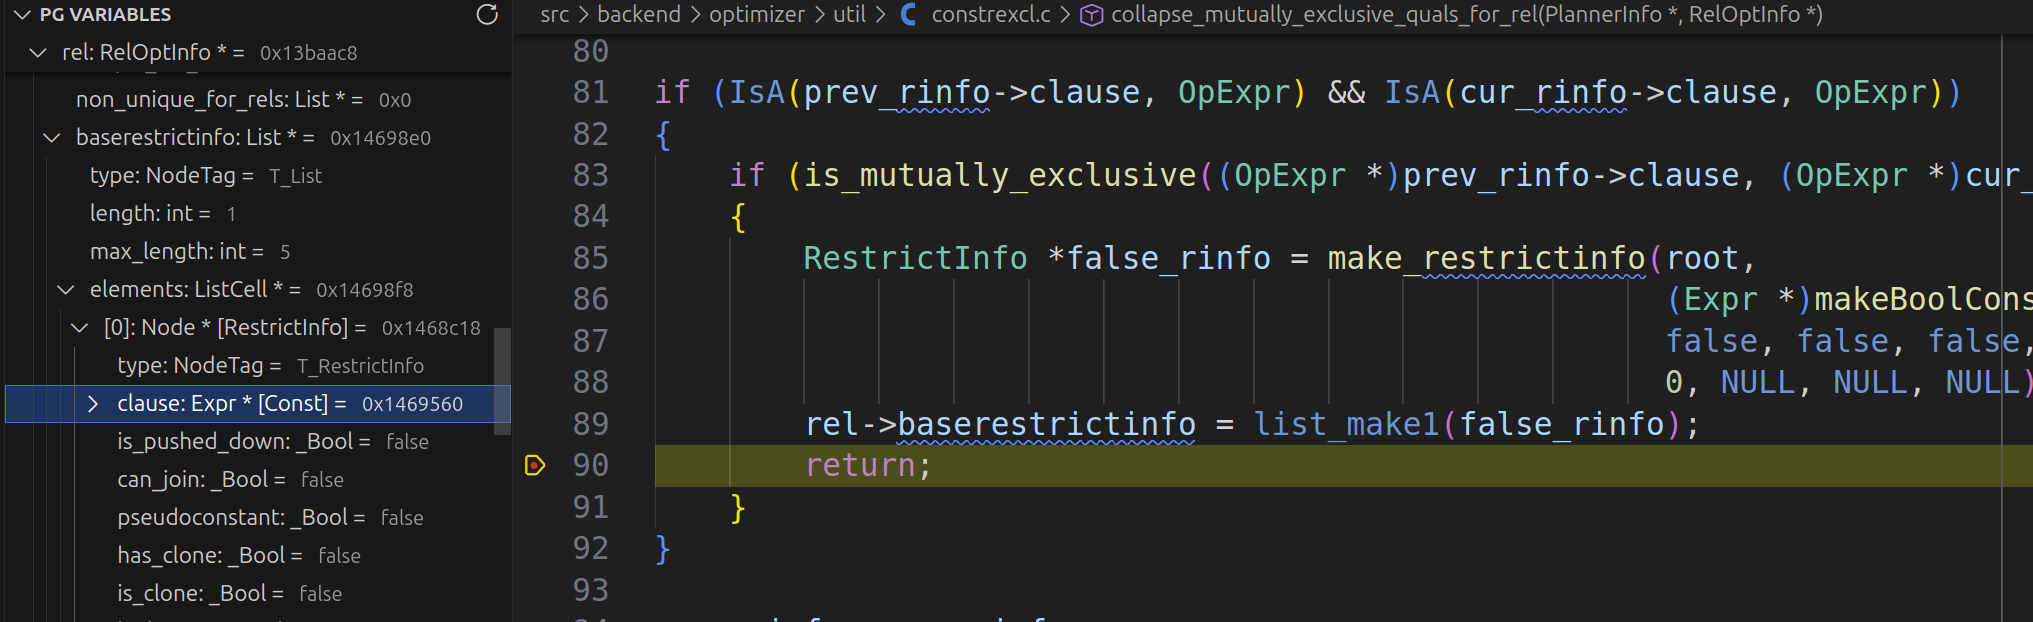 PG VARIABLES
rel: RelOptInfo * = 0x13baac8
non_unique_for_rels: List * = 0x0
baserestrictinfo: List * = 0x14698e0
type: NodeTag = T_List
length: int = 1
max_length: int = 5
elements: ListCell * = 0x14698f8
[0]: Node * [RestrictInfo] = 0x1468c18
type: NodeTag = T_RestrictInfo
clause: Expr * [Const] = 0x1469560
is_pushed_down: _Bool = false
can_join: _Bool = false
pseudoconstant: _Bool = false
has_clone: _Bool = false
is_clone: _Bool = false
src > backend > optimizer > util > C constrexcl.c > collapse_mutually_exclusive_quals_for_rel(PlannerInfo *, RelOptInfo *)
80
81 if (IsA(prev_rinfo->clause, OpExpr) && IsA(cur_rinfo->clause, OpExpr))
82 {
83 if (is_mutually_exclusive((OpExpr *)prev_rinfo->clause, (OpExpr *)cur_
84 {
85 RestrictInfo *false_rinfo = make_restrictinfo(root,
86 (Expr *)makeBoolCons
87 false, false, false,
88 0, NULL, NULL, NULL)
89 rel->baserestrictinfo = list_make1(false_rinfo);
90 return;
91 }
92 }
93